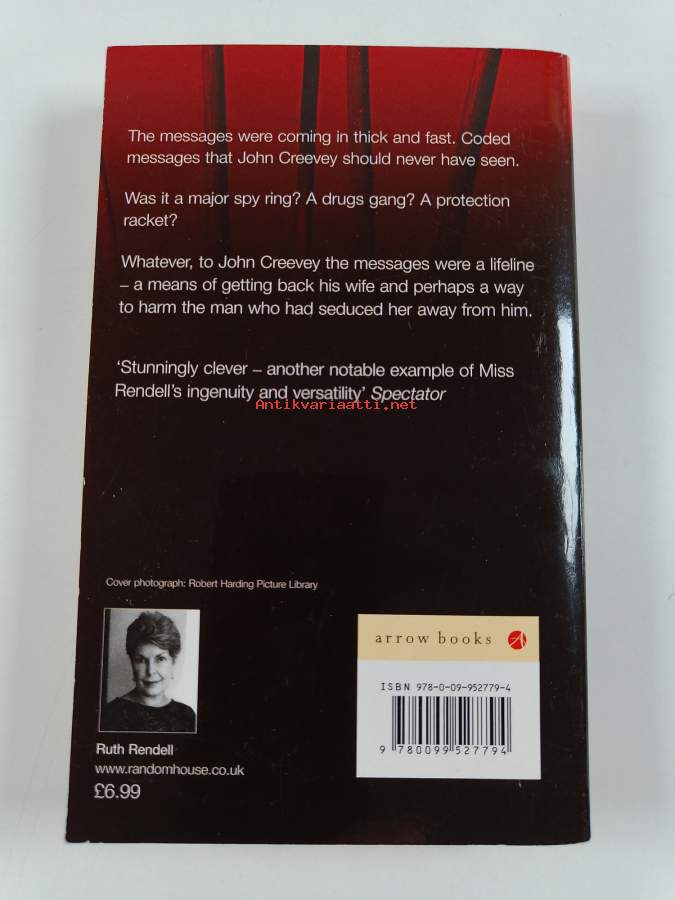 The messages were coming in thick and fast. Coded
messages that John Creevey should never have seen.
Was it a major spy ring? A drugs gang? A protection
racket?
Whatever, to John Creevey the messages were a lifeline
– a means of getting back his wife and perhaps a way
to harm the man who had seduced her away from him.
‘Stunningly clever – another notable example of Miss
Rendell’s ingenuity and versatility’ Spectator
Antikvariaatti.net
Cover photograph: Robert Harding Picture Library
arrow books
ISBN 978-0-09-952779-4
9 780099 527794
Ruth Rendell
www.randomhouse.co.uk
£6.99